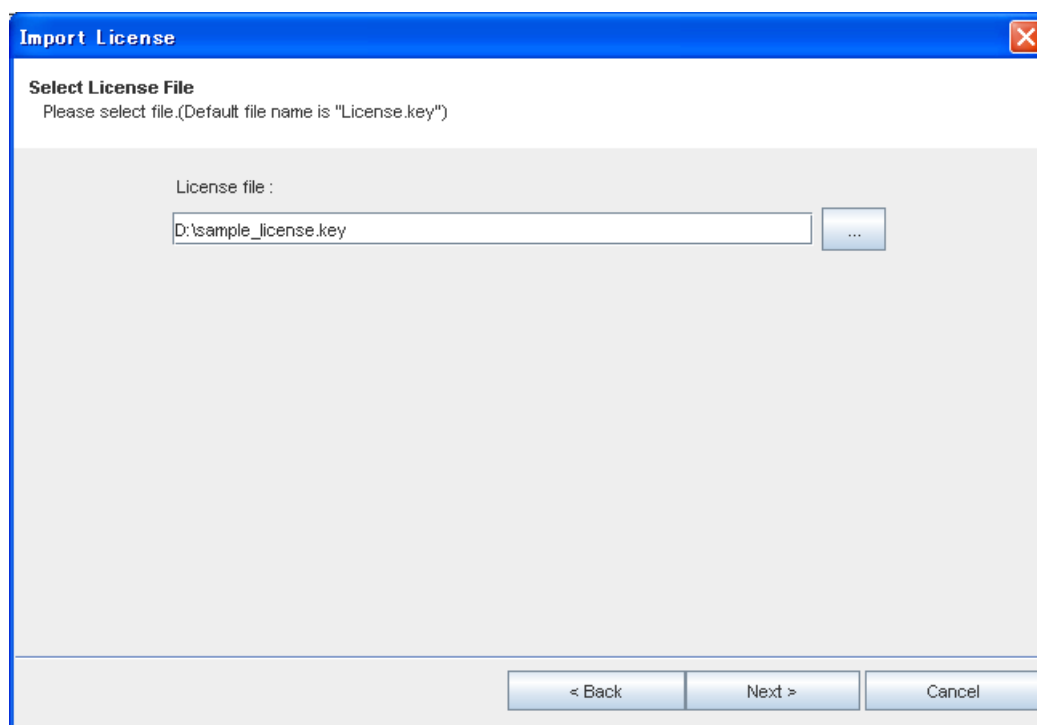 Import License
Select License File
Please select file.(Default file name is "License.key")
License file :
D:\sample_license.key
...
< Back
Next >
Cancel